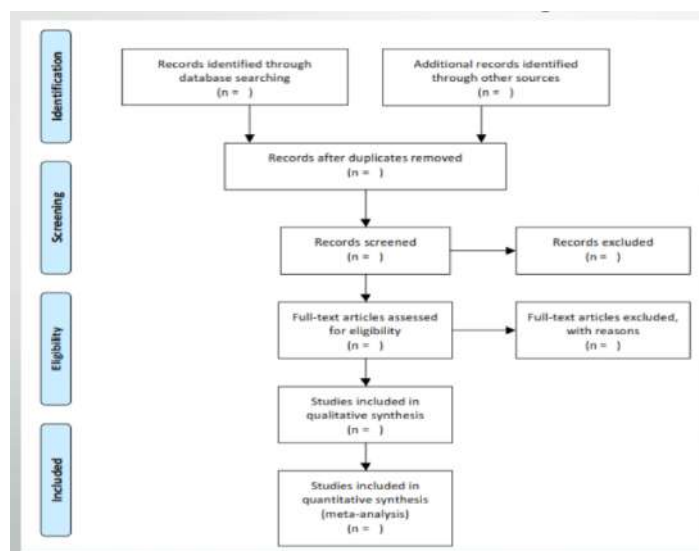 Identification
Records identified through
database searching
(n =   )
Additional records identified
through other sources
(n =   )
Records after duplicates removed
(n =   )
Screening
Records screened
(n =   )
Records excluded
(n =   )
Eligibility
Full-text articles assessed
for eligibility
(n =   )
Full-text articles excluded,
with reasons
(n =   )
Studies included in
qualitative synthesis
(n =   )
Included
Studies included in
quantitative synthesis
(meta-analysis)
(n =   )